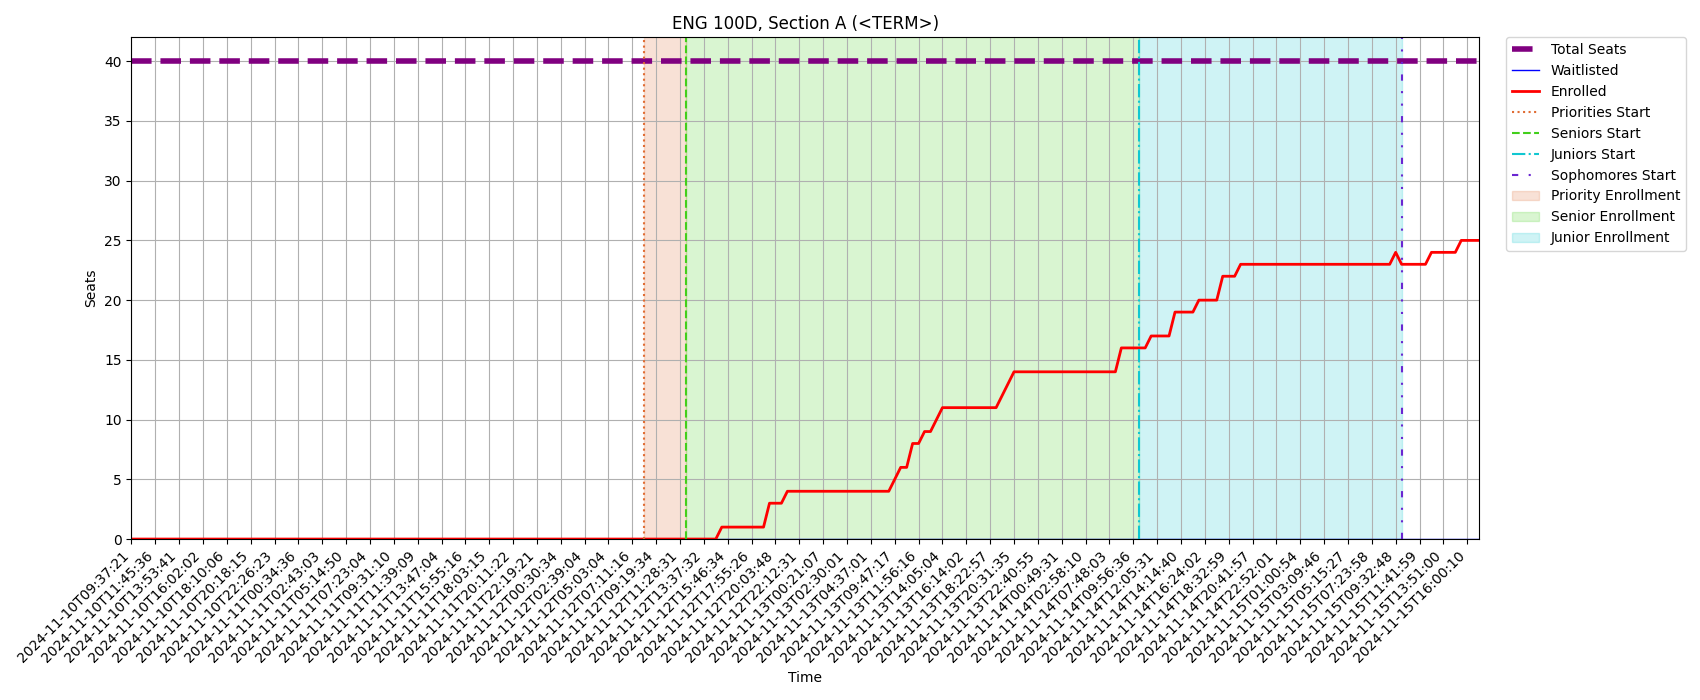 ENG 100D, Section A (<TERM>)
Total Seats
Waitlisted
Enrolled
Priorities Start
Seniors Start
Juniors Start
Sophomores Start
Priority Enrollment
Senior Enrollment
Junior Enrollment
Seats
40
35
30
25
20
15
10
5
0
2024-11-10T09:37:21
2024-11-10T11:45:36
2024-11-10T13:53:41
2024-11-10T16:02:02
2024-11-10T18:10:06
2024-11-10T20:18:15
2024-11-10T22:26:23
2024-11-11T00:34:36
2024-11-11T02:43:03
2024-11-11T05:14:50
2024-11-11T07:23:04
2024-11-11T09:31:10
2024-11-11T11:39:09
2024-11-11T13:47:04
2024-11-11T15:55:16
2024-11-11T18:03:15
2024-11-11T20:11:22
2024-11-11T22:19:21
2024-11-12T00:30:34
2024-11-12T02:39:04
2024-11-12T05:03:04
2024-11-12T07:11:16
2024-11-12T09:19:34
2024-11-12T11:28:31
2024-11-12T13:37:32
2024-11-12T15:46:34
2024-11-12T17:55:26
2024-11-12T20:03:48
2024-11-12T22:12:31
2024-11-13T00:21:07
2024-11-13T02:30:01
2024-11-13T04:37:01
2024-11-13T09:47:17
2024-11-13T11:56:16
2024-11-13T14:05:04
2024-11-13T16:14:02
2024-11-13T18:22:57
2024-11-13T20:31:35
2024-11-13T22:40:55
2024-11-14T00:49:31
2024-11-14T02:58:10
2024-11-14T07:48:03
2024-11-14T09:56:36
2024-11-14T12:05:31
2024-11-14T14:14:40
2024-11-14T16:24:02
2024-11-14T18:32:59
2024-11-14T20:41:57
2024-11-14T22:52:01
2024-11-15T01:00:54
2024-11-15T03:09:46
2024-11-15T05:15:27
2024-11-15T07:23:58
2024-11-15T09:32:48
2024-11-15T11:41:59
2024-11-15T13:51:00
2024-11-15T16:00:10
Time